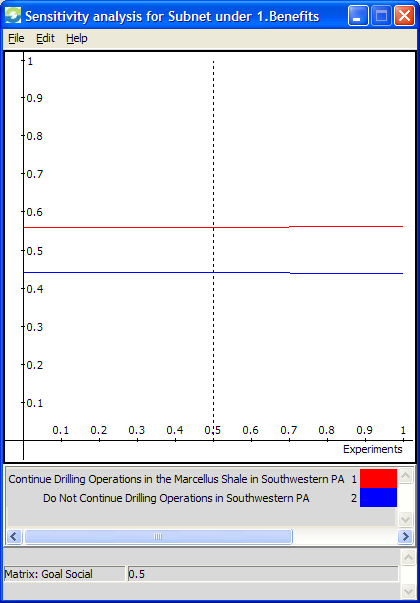 Sensitivity analysis for Subnet under 1.Benefits
File Edit Help
1
0.9
0.8
0.7
0.6
0.5
0.4
0.3
0.2
0.1
0.1 0.2 0.3 0.4 0.5 0.6 0.7 0.8 0.9 1
Experiments
Continue Drilling Operations in the Marcellus Shale in Southwestern PA 1
Do Not Continue Drilling Operations in Southwestern PA 2
Matrix: Goal Social 0.5